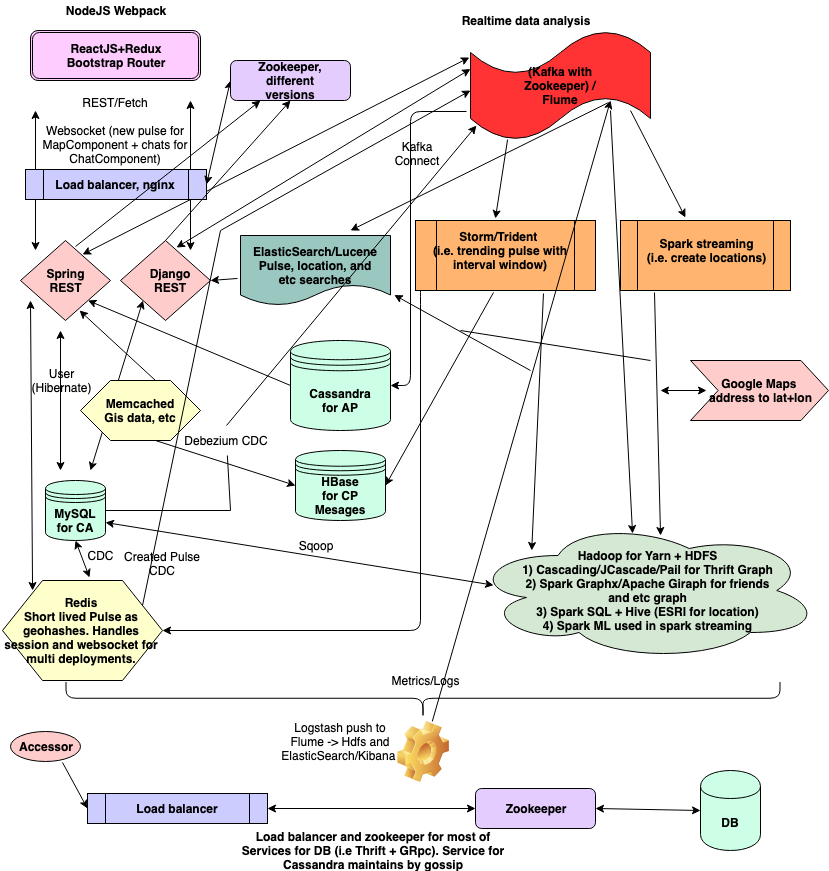 NodeJS Webpack
Realtime data analysis
ReactJS+Redux
Bootstrap Router
Zookeeper,
different
versions
(Kafka with
Zookeeper) /
Flume
REST/Fetch
Websocket (new pulse for
MapComponent + chats for
ChatComponent)
Kafka
Connect
Load balancer, nginx
Spring
REST
Django
REST
ElasticSearch/Lucene
Pulse, location, and
etc searches
Storm/Trident
(i.e. trending pulse with
interval window)
Spark streaming
(i.e. create locations)
User
(Hibernate)
Memcached
Gis data, etc
Cassandra
for AP
Google Maps
address to lat+lon
Debezium CDC
HBase
for CP
Mesages
MySQL
for CA
Sqoop
CDC
Created Pulse
CDC
Hadoop for Yarn + HDFS
1) Cascading/JCascade/Pail for Thrift Graph
2) Spark Graphx/Apache Giraph for friends
and etc graph
3) Spark SQL + Hive (ESRI for location)
4) Spark ML used in spark streaming
Redis
Short lived Pulse as
geohashes. Handles
session and websocket for
multi deployments.
Metrics/Logs
Logstash push to
Flume -> Hdfs and
ElasticSearch/Kibana
Accessor
Load balancer
Zookeeper
DB
Load balancer and zookeeper for most of
Services for DB (i.e Thrift + GRpc). Service for
Cassandra maintains by gossip